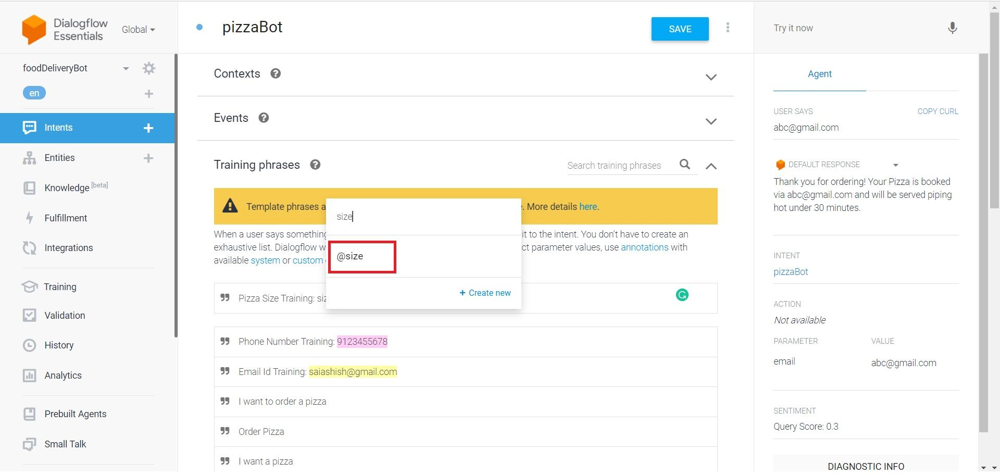 Dialogflow
Essentials
Global
foodDeliveryBot
en
Intents
Entities
Knowledge [beta]
Fulfillment
Integrations
Training
Validation
History
Analytics
Prebuilt Agents
Small Talk
pizzaBot
SAVE
Contexts
Events
Training phrases
Search training phrases
Template phrases
. More details here.
When a user says something it to the intent. You don't have to create an
exhaustive list. Dialogflow parameter values, use annotations with
available system or custom
size
@size
+ Create new
Pizza Size Training:
Phone Number Training: 9123455678
Email Id Training: saiashish@gmail.com
I want to order a pizza
Order Pizza
I want a pizza
Try it now
Agent
USER SAYS COPY CURL
abc@gmail.com
DEFAULT RESPONSE
Thank you for ordering! Your Pizza is booked
via abc@gmail.com and will be served piping
hot under 30 minutes.
INTENT
pizzaBot
ACTION
Not available
PARAMETER VALUE
email abc@gmail.com
SENTIMENT
Query Score: 0.3
DIAGNOSTIC INFO